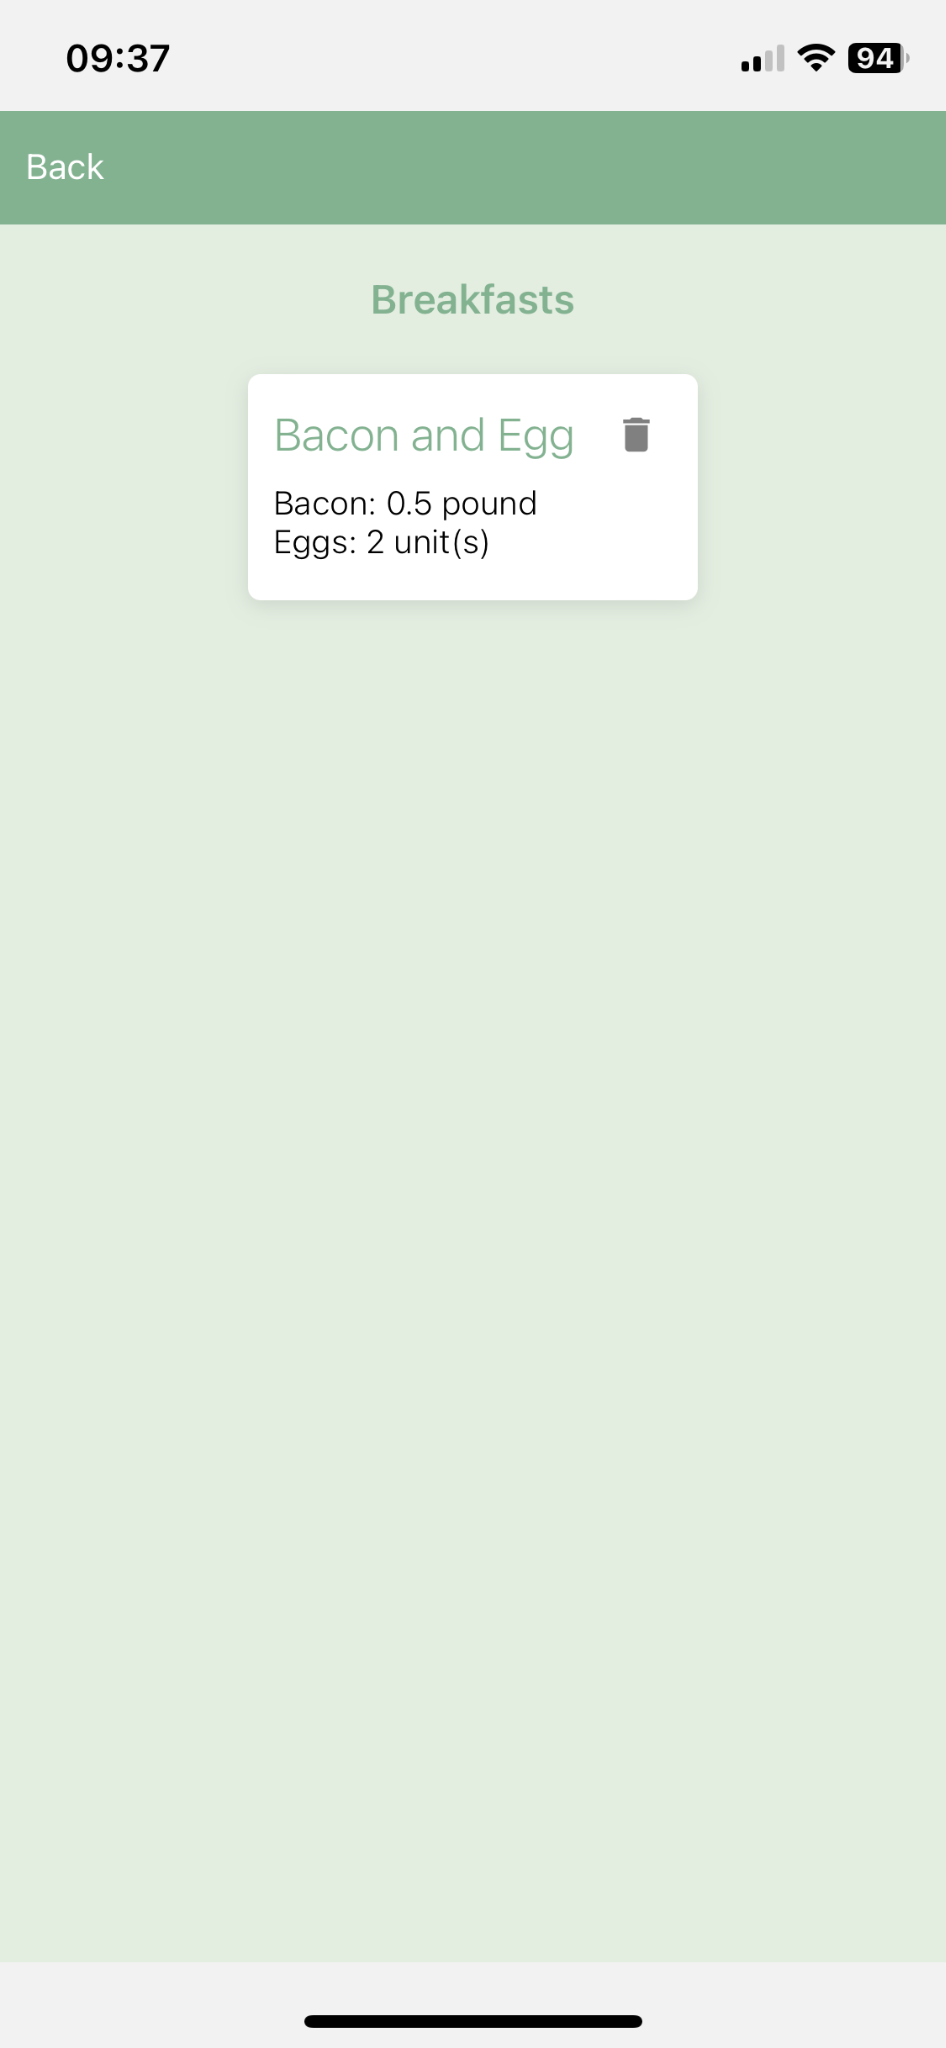 09:37
94
Back
Breakfasts
Bacon and Egg
Bacon: 0.5 pound
Eggs: 2 unit(s)